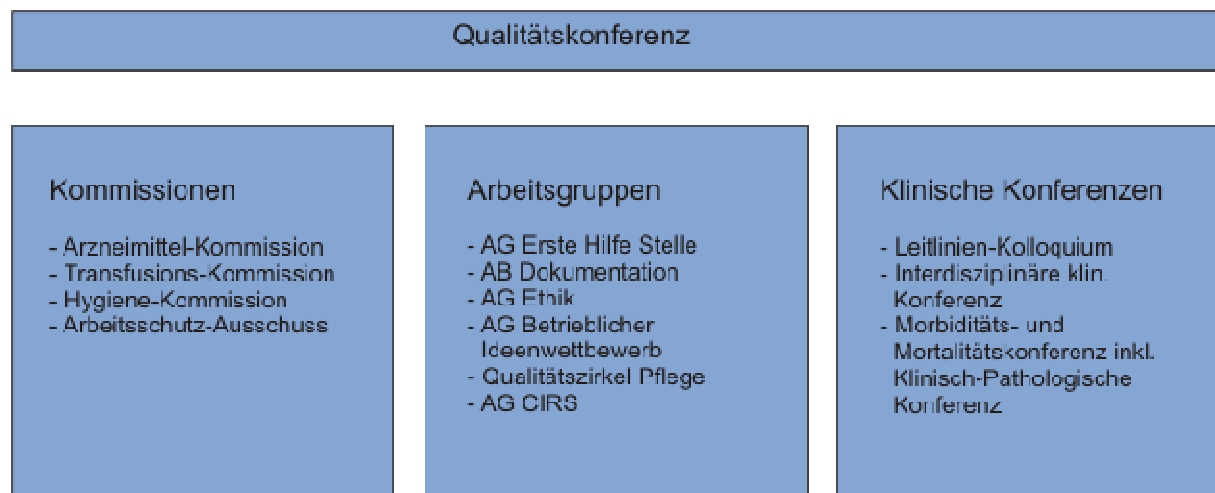 Qualitätskonferenz
Kommissionen
- Arzneimittel-Kommission
- Transfusions-Kommission
- Hygiene-Kommission
- Arbeitsschutz-Ausschuss
Arbeitsgruppen
- AG Erste Hilfe Stelle
- AB Dokumentation
- AG Ethik
- AG Betrieblicher
Ideenwettbewerb
- Qualitätszirkel Pflege
- AG CIRS
Klinische Konferenzen
- Leitlinien-Kolloquium
- Interdisziplinäre klin.
Konferenz
- Morbiditäts- und
Mortalitätskonferenz inkl.
Klinisch-Pathologische
Konferenz